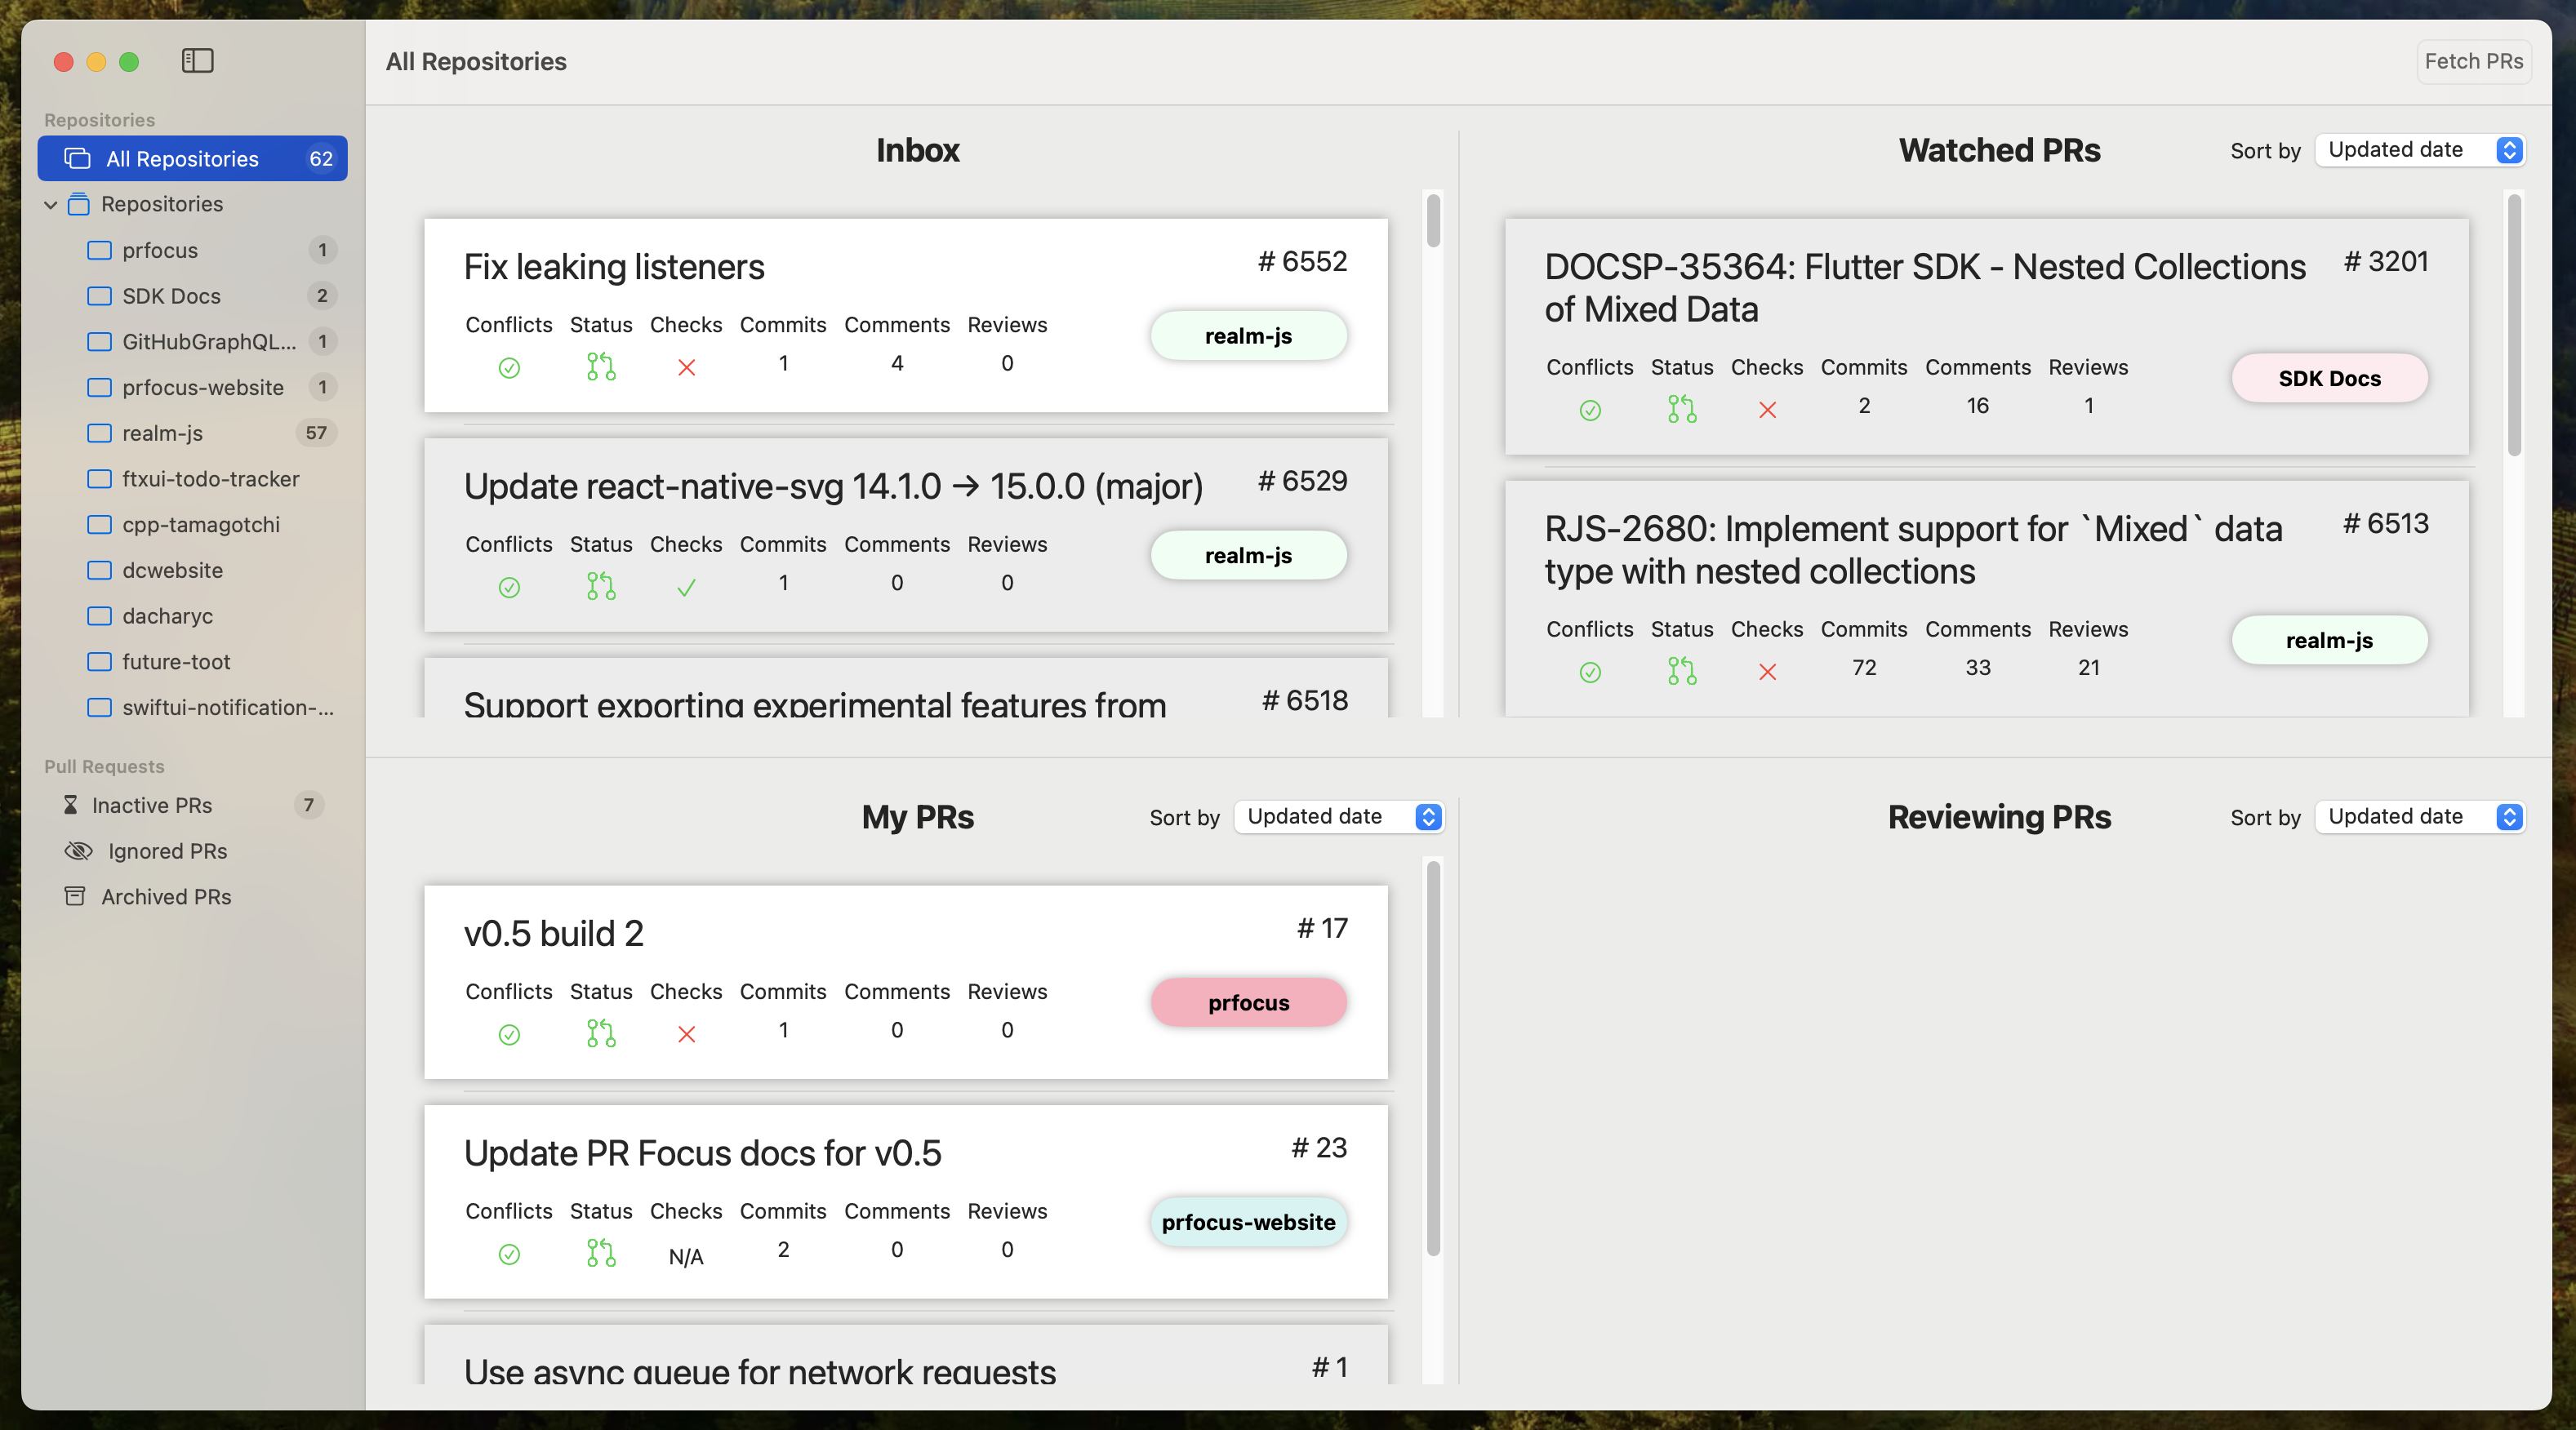 All Repositories
Fetch PRs
Repositories
All Repositories 62
Repositories
prfocus 1
SDK Docs 2
GitHubGraphQL... 1
prfocus-website 1
realm-js 57
ftxui-todo-tracker
cpp-tamagotchi
dcwebsite
dacharyc
future-toot
swiftui-notification-...
Pull Requests
Inactive PRs 7
Ignored PRs
Archived PRs
Inbox
Fix leaking listeners # 6552
Conflicts Status Checks Commits Comments Reviews
1 4 0
realm-js
Update react-native-svg 14.1.0 → 15.0.0 (major) # 6529
Conflicts Status Checks Commits Comments Reviews
1 0 0
realm-js
Support exporting experimental features from # 6518
Watched PRs
Sort by Updated date
DOCSP-35364: Flutter SDK - Nested Collections # 3201
of Mixed Data
Conflicts Status Checks Commits Comments Reviews
2 16 1
SDK Docs
RJS-2680: Implement support for `Mixed` data # 6513
type with nested collections
Conflicts Status Checks Commits Comments Reviews
72 33 21
realm-js
My PRs
Sort by Updated date
v0.5 build 2 # 17
Conflicts Status Checks Commits Comments Reviews
1 0 0
prfocus
Update PR Focus docs for v0.5 # 23
Conflicts Status Checks Commits Comments Reviews
N/A 2 0 0
prfocus-website
Use async queue for network requests # 1
Reviewing PRs
Sort by Updated date